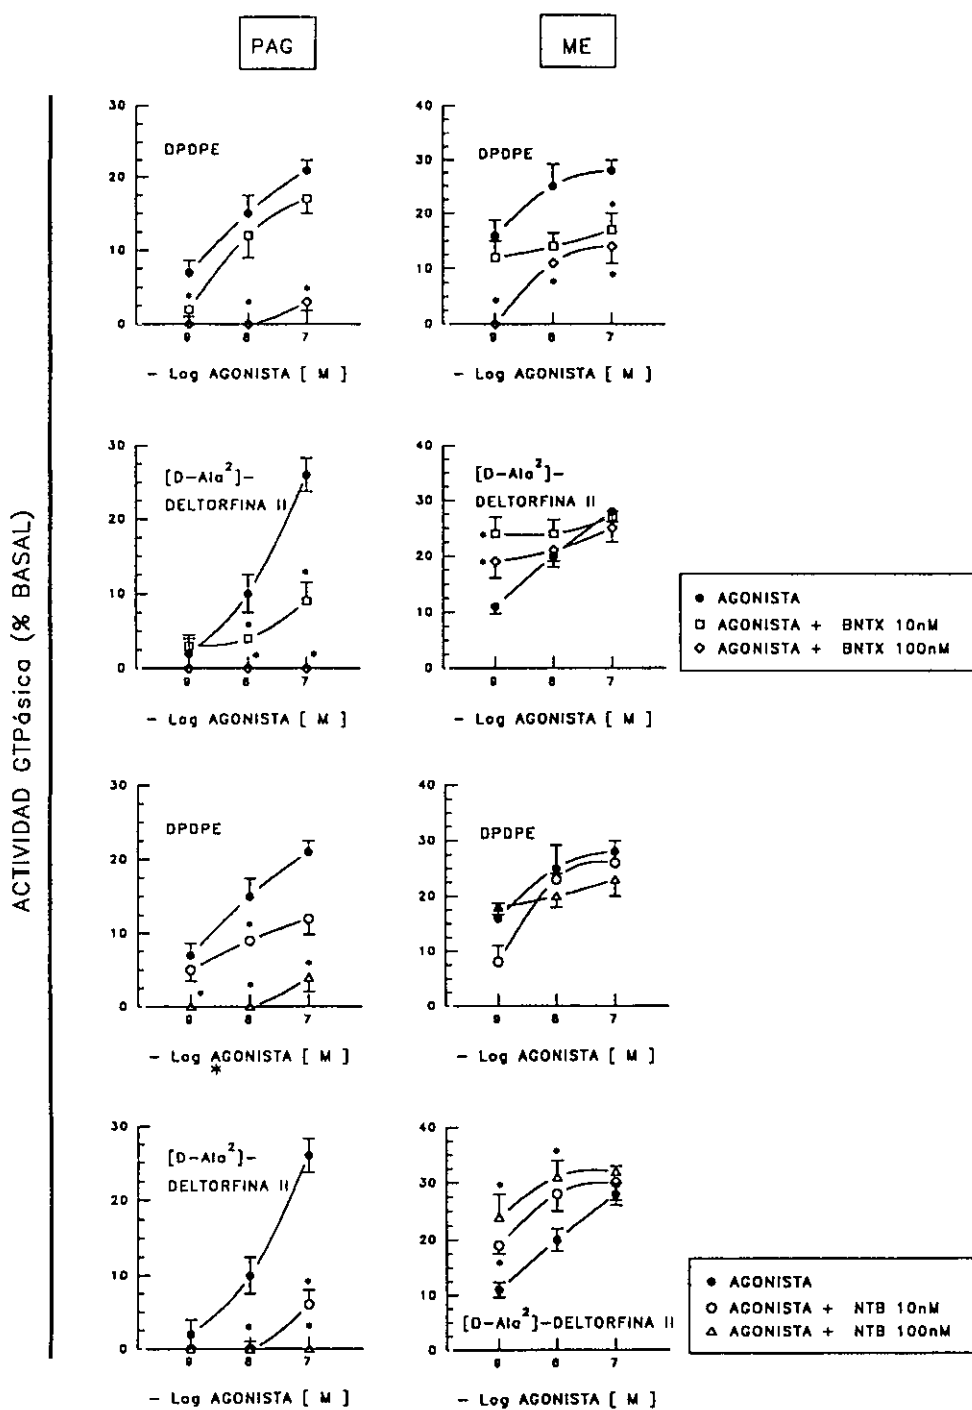 PAG
ME
ACTIVIDAD GTPásica (% BASAL)
30
20
10
0
DPDPE
9
8
7
- Log AGONISTA [ M ]
40
30
20
10
0
DPDPE
9
8
7
- Log AGONISTA [ M ]
30
20
10
0
[D-Ala²]-
DELTORFINA II
9
8
7
- Log AGONISTA [ M ]
40
30
20
10
0
[D-Ala²]-
DELTORFINA II
9
8
7
- Log AGONISTA [ M ]
AGONISTA
AGONISTA + BNTX 10nM
AGONISTA + BNTX 100nM
30
20
10
0
DPDPE
9
8
7
- Log AGONISTA [ M ]
*
40
30
20
10
0
DPDPE
9
8
7
- Log AGONISTA [ M ]
30
20
10
0
[D-Ala²]-
DELTORFINA II
9
8
7
- Log AGONISTA [ M ]
40
30
20
10
0
[D-Ala²]-DELTORFINA II
9
8
7
- Log AGONISTA [ M ]
AGONISTA
AGONISTA + NTB 10nM
AGONISTA + NTB 100nM